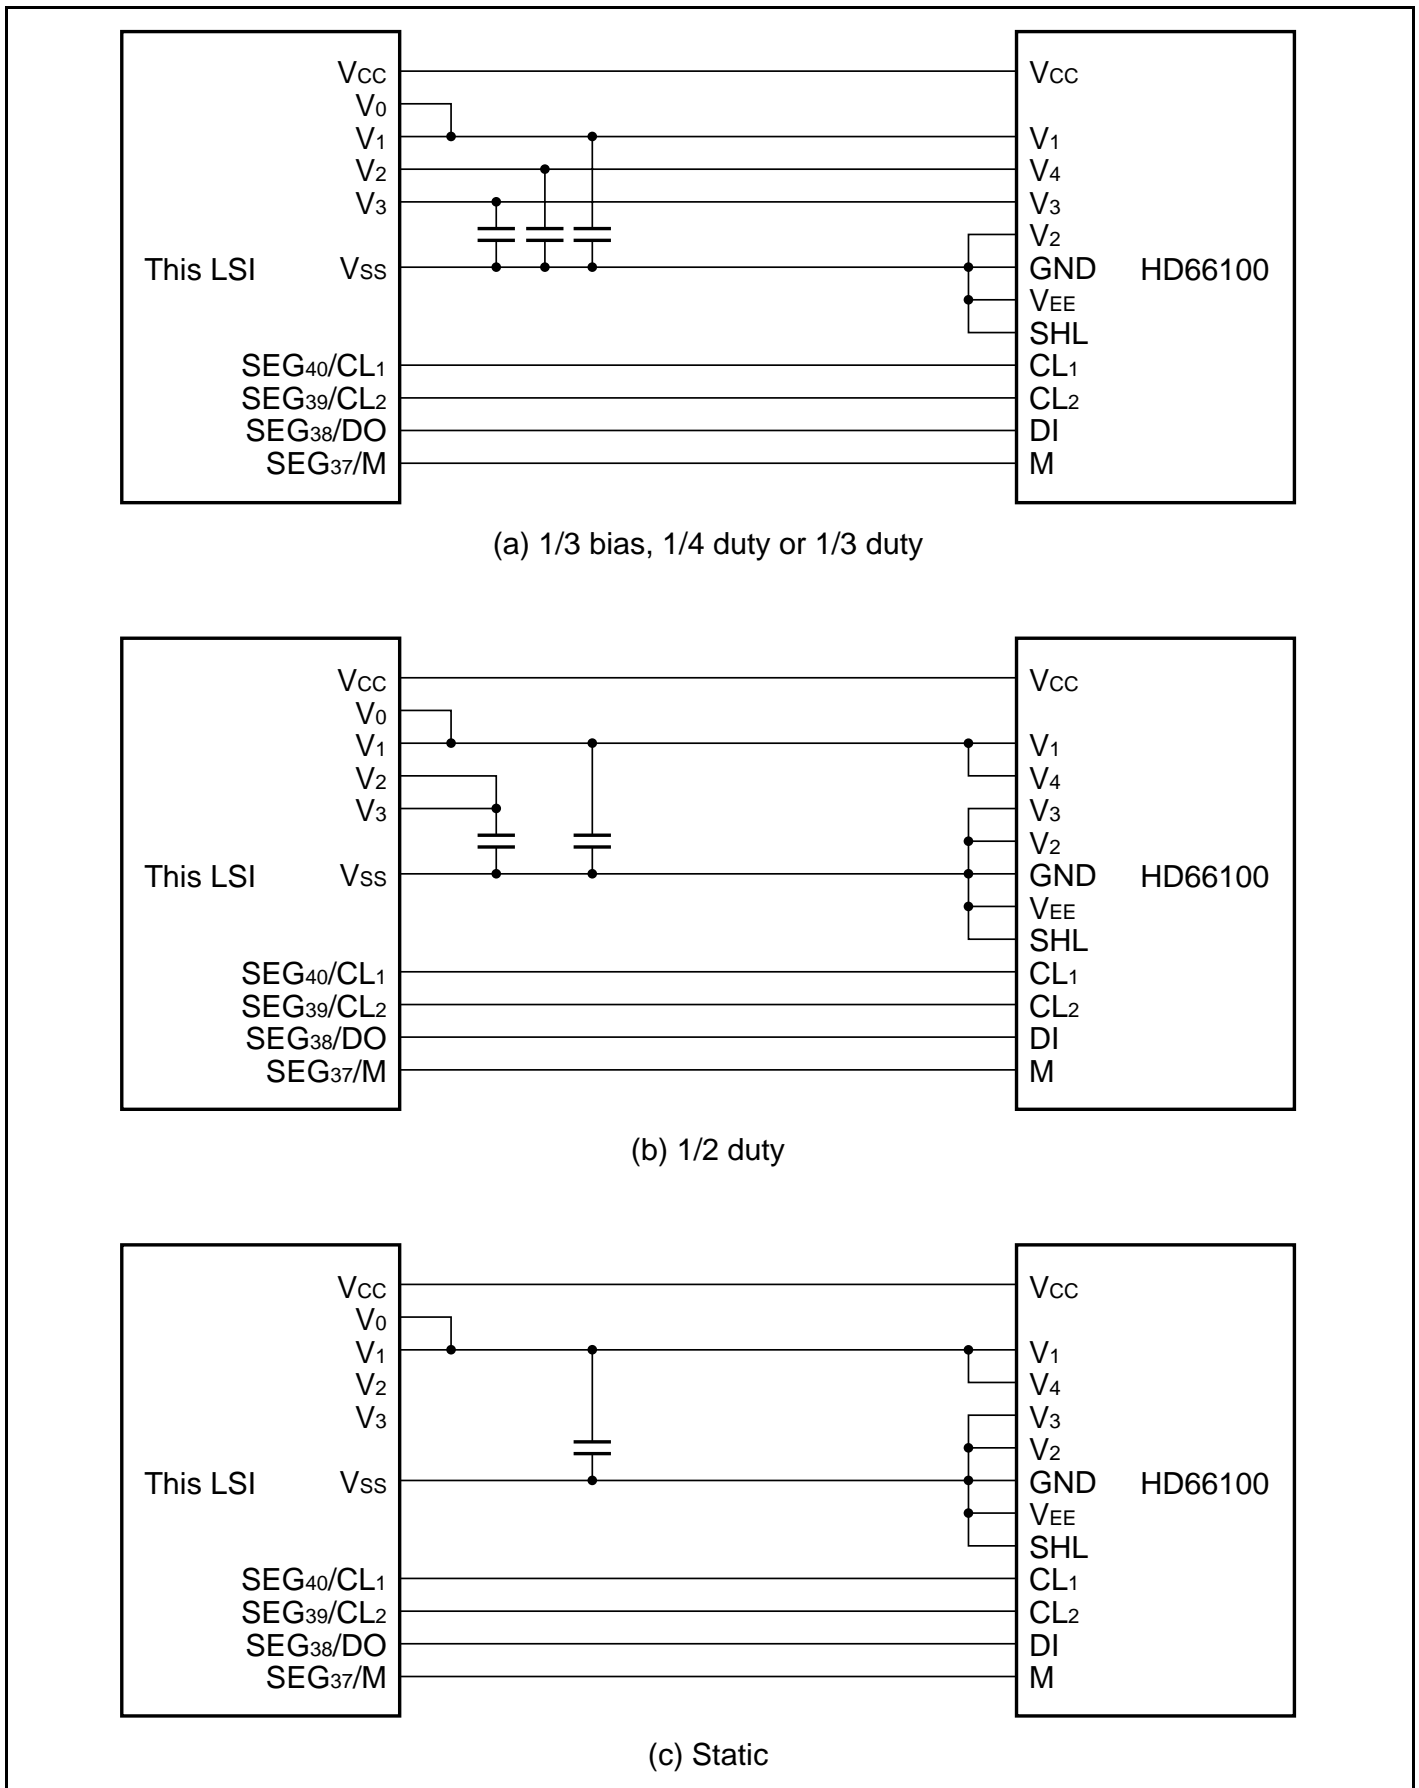 VCC VCC
V0
V1 V1
V2 V4
V3 V3
V2
This LSI VSS GND HD66100
VEE
SHL
SEG40/CL1 CL1
SEG39/CL2 CL2
SEG38/DO DI
SEG37/M M
(a) 1/3 bias, 1/4 duty or 1/3 duty
VCC VCC
V0
V1 V1
V2 V4
V3 V3
V2
This LSI VSS GND HD66100
VEE
SHL
SEG40/CL1 CL1
SEG39/CL2 CL2
SEG38/DO DI
SEG37/M M
(b) 1/2 duty
VCC VCC
V0
V1 V1
V2 V4
V3 V3
V2
This LSI VSS GND HD66100
VEE
SHL
SEG40/CL1 CL1
SEG39/CL2 CL2
SEG38/DO DI
SEG37/M M
(c) Static